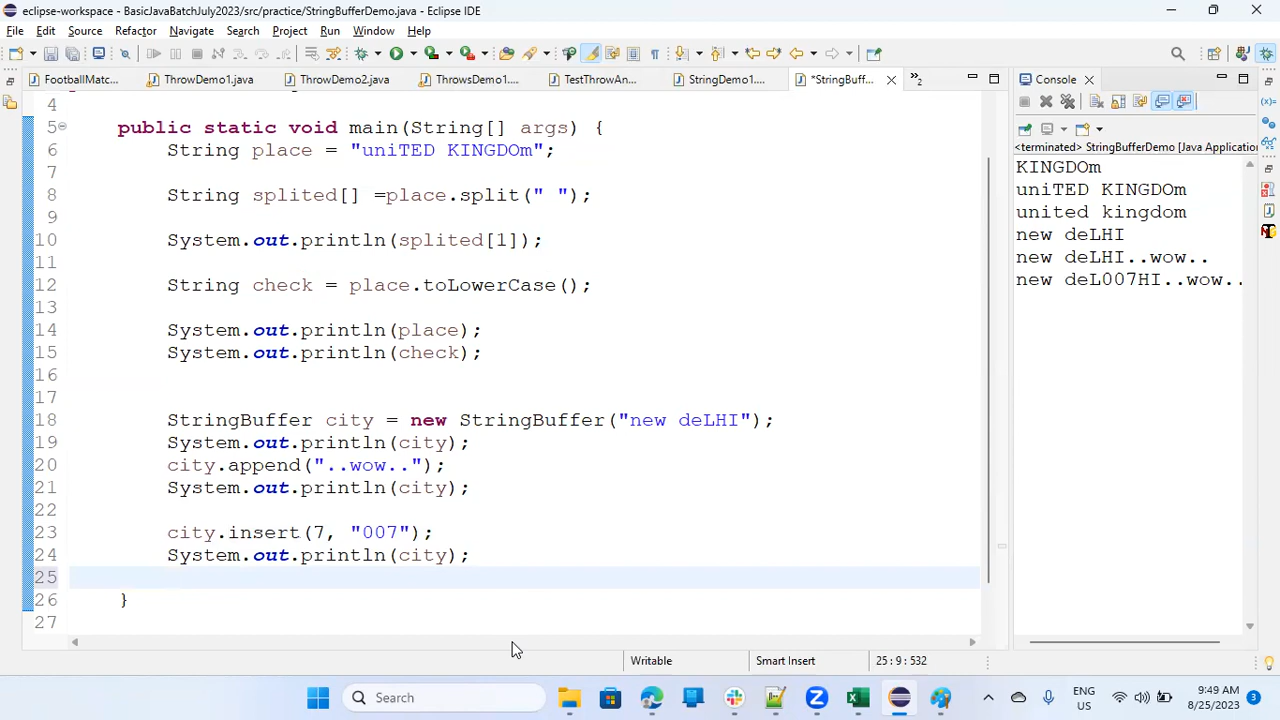 eclipse-workspace - BasicJavaBatchJuly2023/src/practice/StringBufferDemo.java - Eclipse IDE
File Edit Source Refactor Navigate Search Project Run Window Help
FootballMatc... ThrowDemo1.java ThrowDemo2.java ThrowsDemo1.... TestThrowAn... StringDemo1.... *StringBuff... »2 Console
4
5 public static void main(String[] args) {
6 String place = "uniTED KINGDOm";
7
8 String splited[] =place.split(" ");
9
10 System.out.println(splited[1]);
11
12 String check = place.toLowerCase();
13
14 System.out.println(place);
15 System.out.println(check);
16
17
18 StringBuffer city = new StringBuffer("new deLHI");
19 System.out.println(city);
20 city.append("..wow..");
21 System.out.println(city);
22
23 city.insert(7, "007");
24 System.out.println(city);
25
26 }
27
<terminated> StringBufferDemo [Java Application
KINGDOm
uniTED KINGDOm
united kingdom
new deLHI
new deLHI..wow..
new deL007HI..wow..
Writable Smart Insert 25 : 9 : 532
Search
ENG
US
9:49 AM
8/25/2023
3